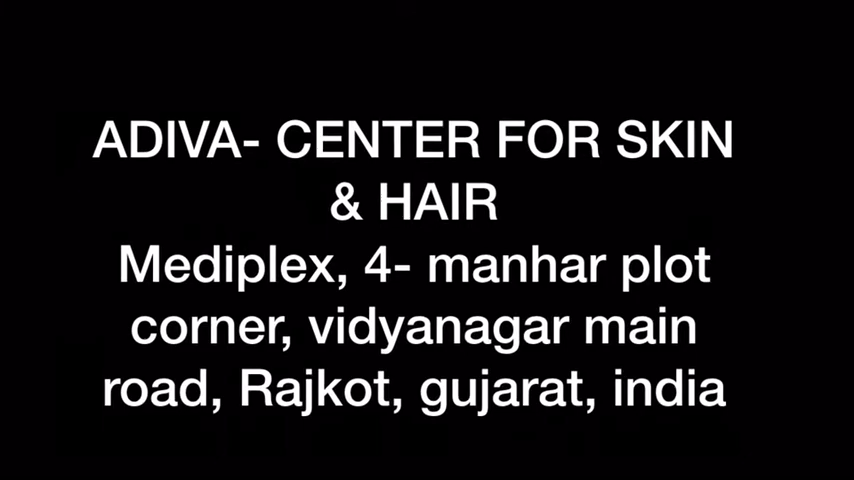 ADIVA- CENTER FOR SKIN
& HAIR
Mediplex, 4- manhar plot
corner, vidyanagar main
road, Rajkot, gujarat, india